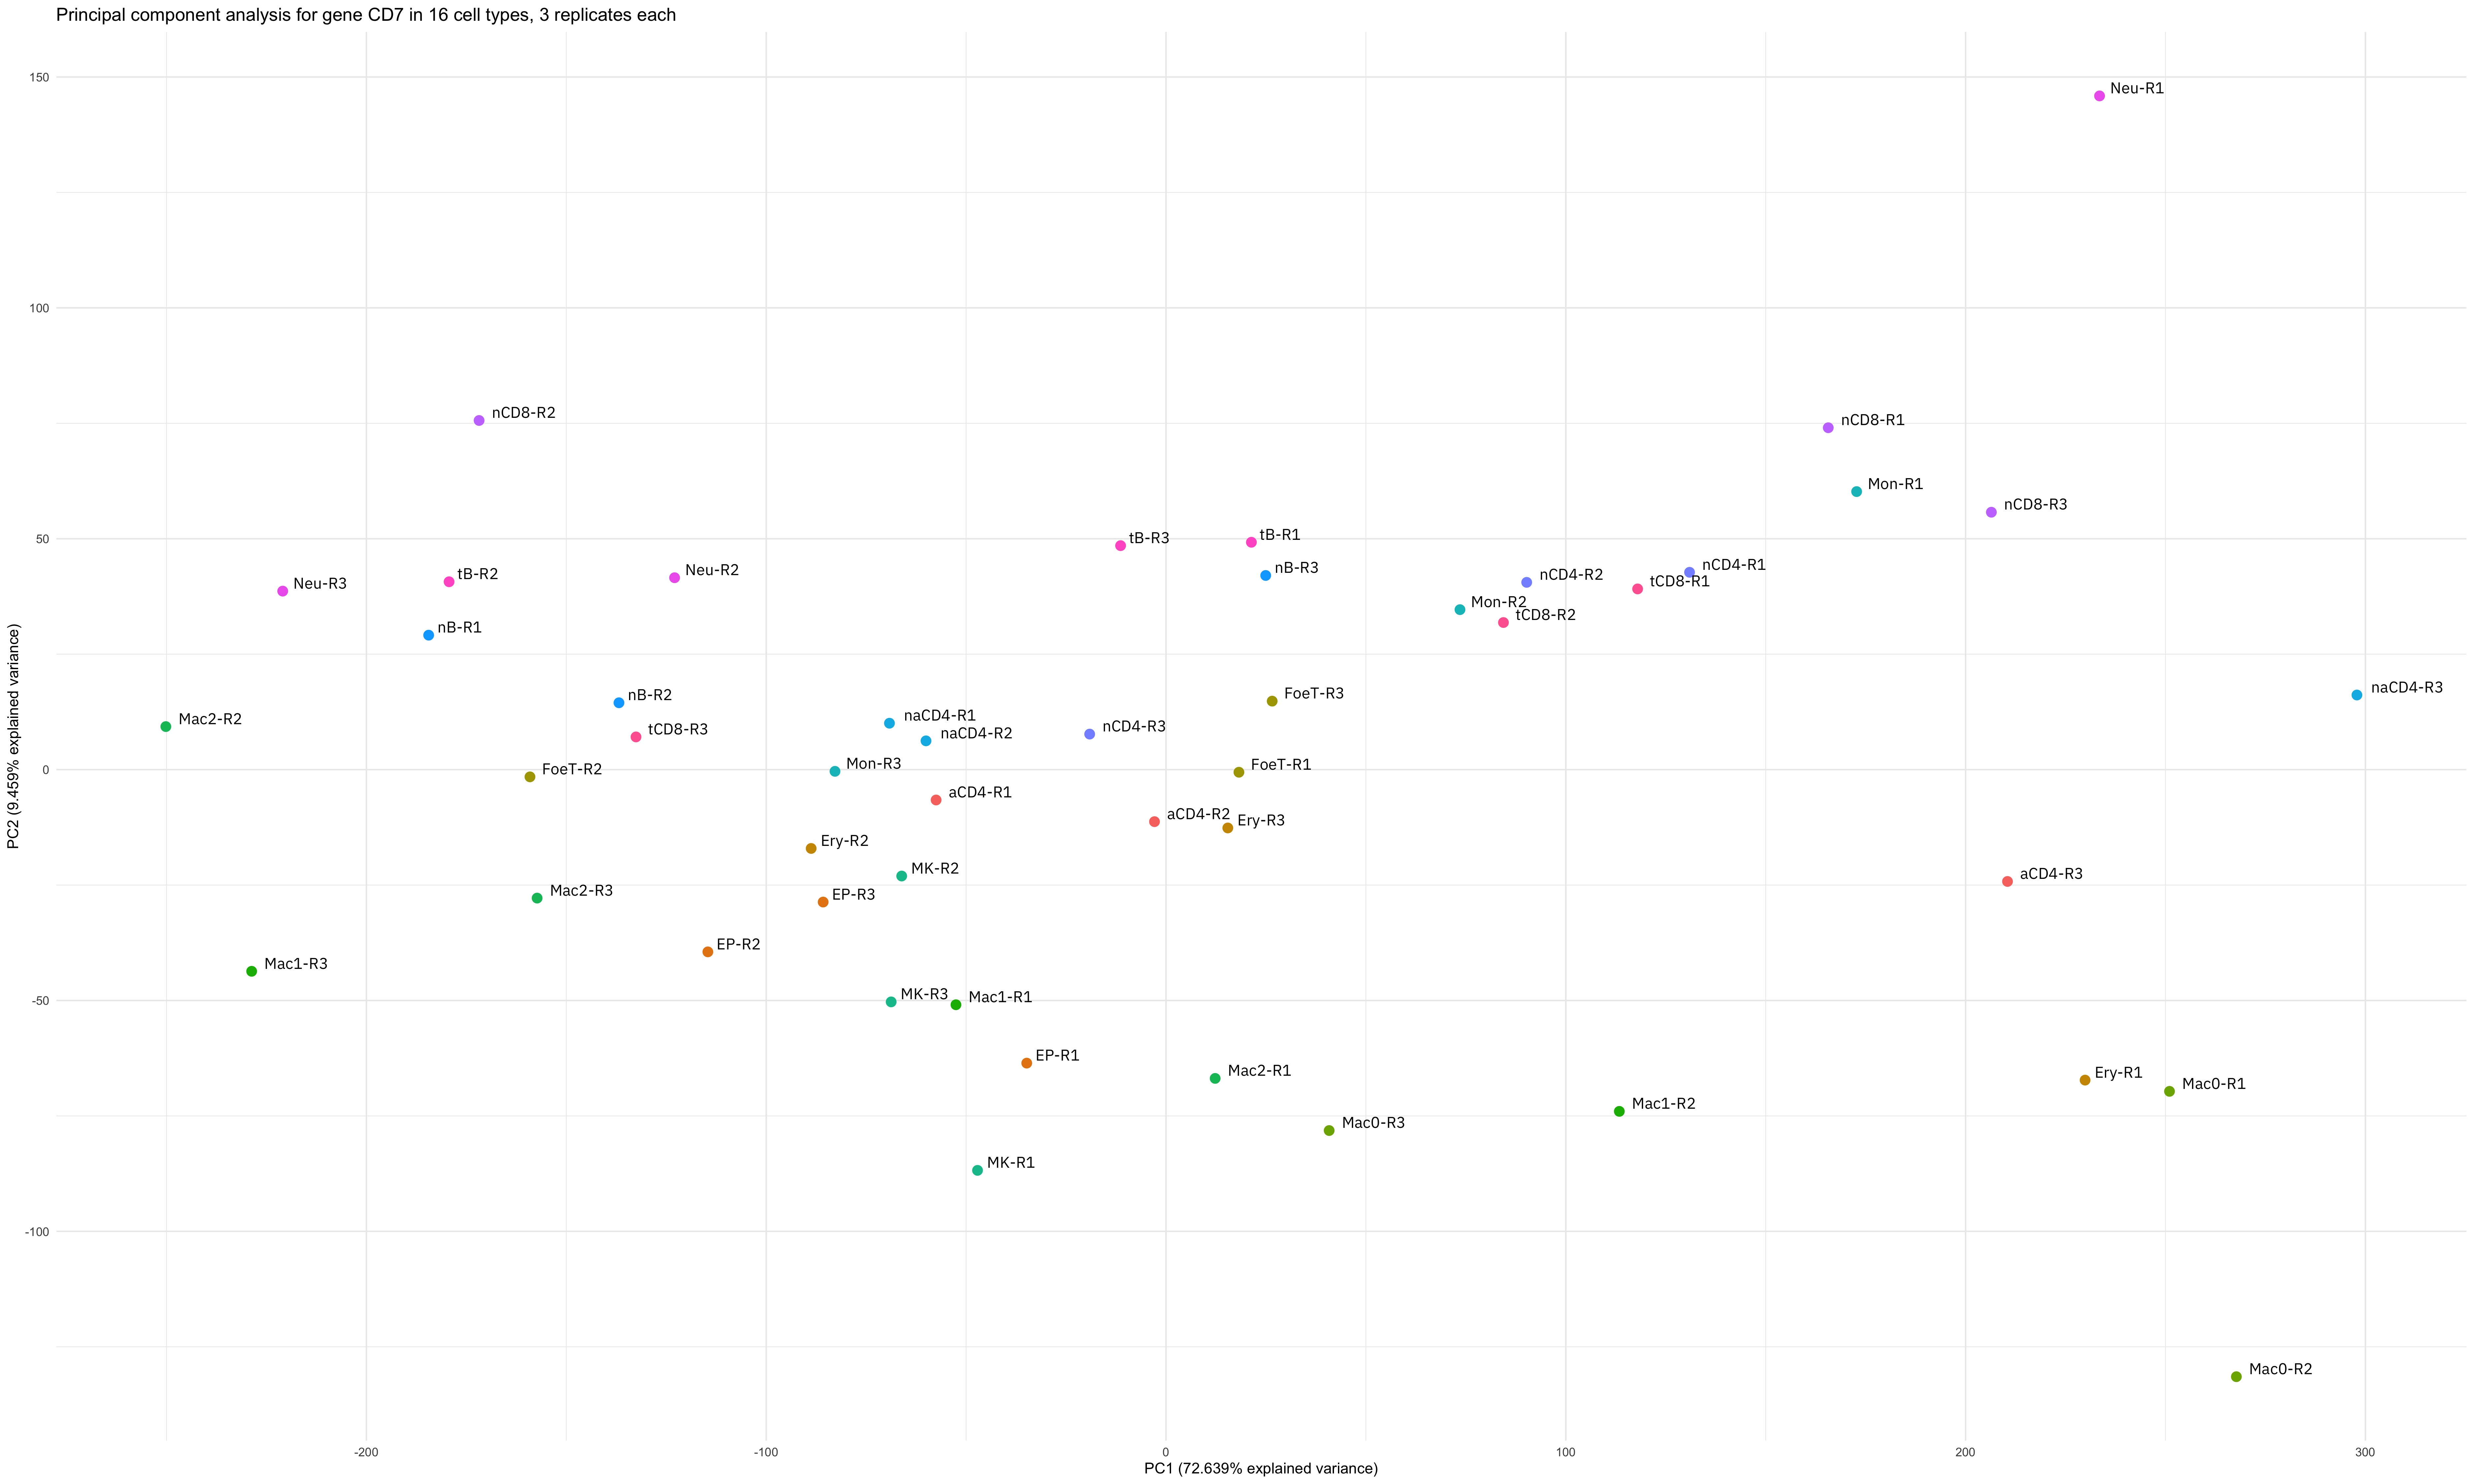 Principal component analysis for gene CD7 in 16 cell types, 3 replicates each
150
Neu-R1
100
nCD8-R2
nCD8-R1
Mon-R1
nCD8-R3
50
tB-R3
tB-R1
Neu-R3
tB-R2
Neu-R2
nB-R3
nCD4-R2
nCD4-R1
tCD8-R1
Mon-R2
tCD8-R2
nB-R1
nB-R2
FoeT-R3
naCD4-R3
Mac2-R2
tCD8-R3
naCD4-R1
naCD4-R2
nCD4-R3
0
FoeT-R2
Mon-R3
FoeT-R1
aCD4-R1
aCD4-R2
Ery-R3
Ery-R2
MK-R2
aCD4-R3
Mac2-R3
EP-R3
EP-R2
Mac1-R3
-50
MK-R3
Mac1-R1
EP-R1
Mac2-R1
Ery-R1
Mac0-R1
Mac1-R2
Mac0-R3
MK-R1
-100
Mac0-R2
-200
-100
0
100
200
300
PC1 (72.639% explained variance)
PC2 (9.459% explained variance)